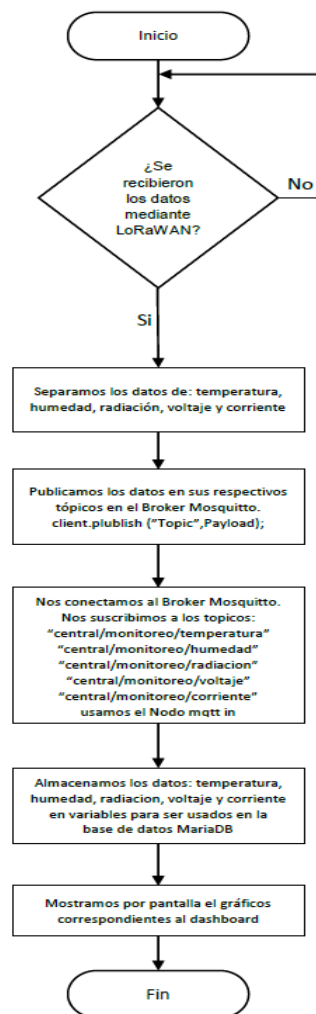 Inicio
¿Se
recibieron
los datos
mediante
LoRaWAN?
No
Si
Separamos los datos de: temperatura,
humedad, radiación, voltaje y corriente
Publicamos los datos en sus respectivos
tópicos en el Broker Mosquitto.
client.plublish ("Topic",Payload);
Nos conectamos al Broker Mosquitto.
Nos suscribimos a los topicos:
"central/monitoreo/temperatura"
"central/monitoreo/humedad"
"central/monitoreo/radiacion"
"central/monitoreo/voltaje"
"central/monitoreo/corriente"
usamos el Nodo mqtt in
Almacenamos los datos: temperatura,
humedad, radiacion, voltaje y corriente
en variables para ser usados en la
base de datos MariaDB
Mostramos por pantalla el gráficos
correspondientes al dashboard
Fin